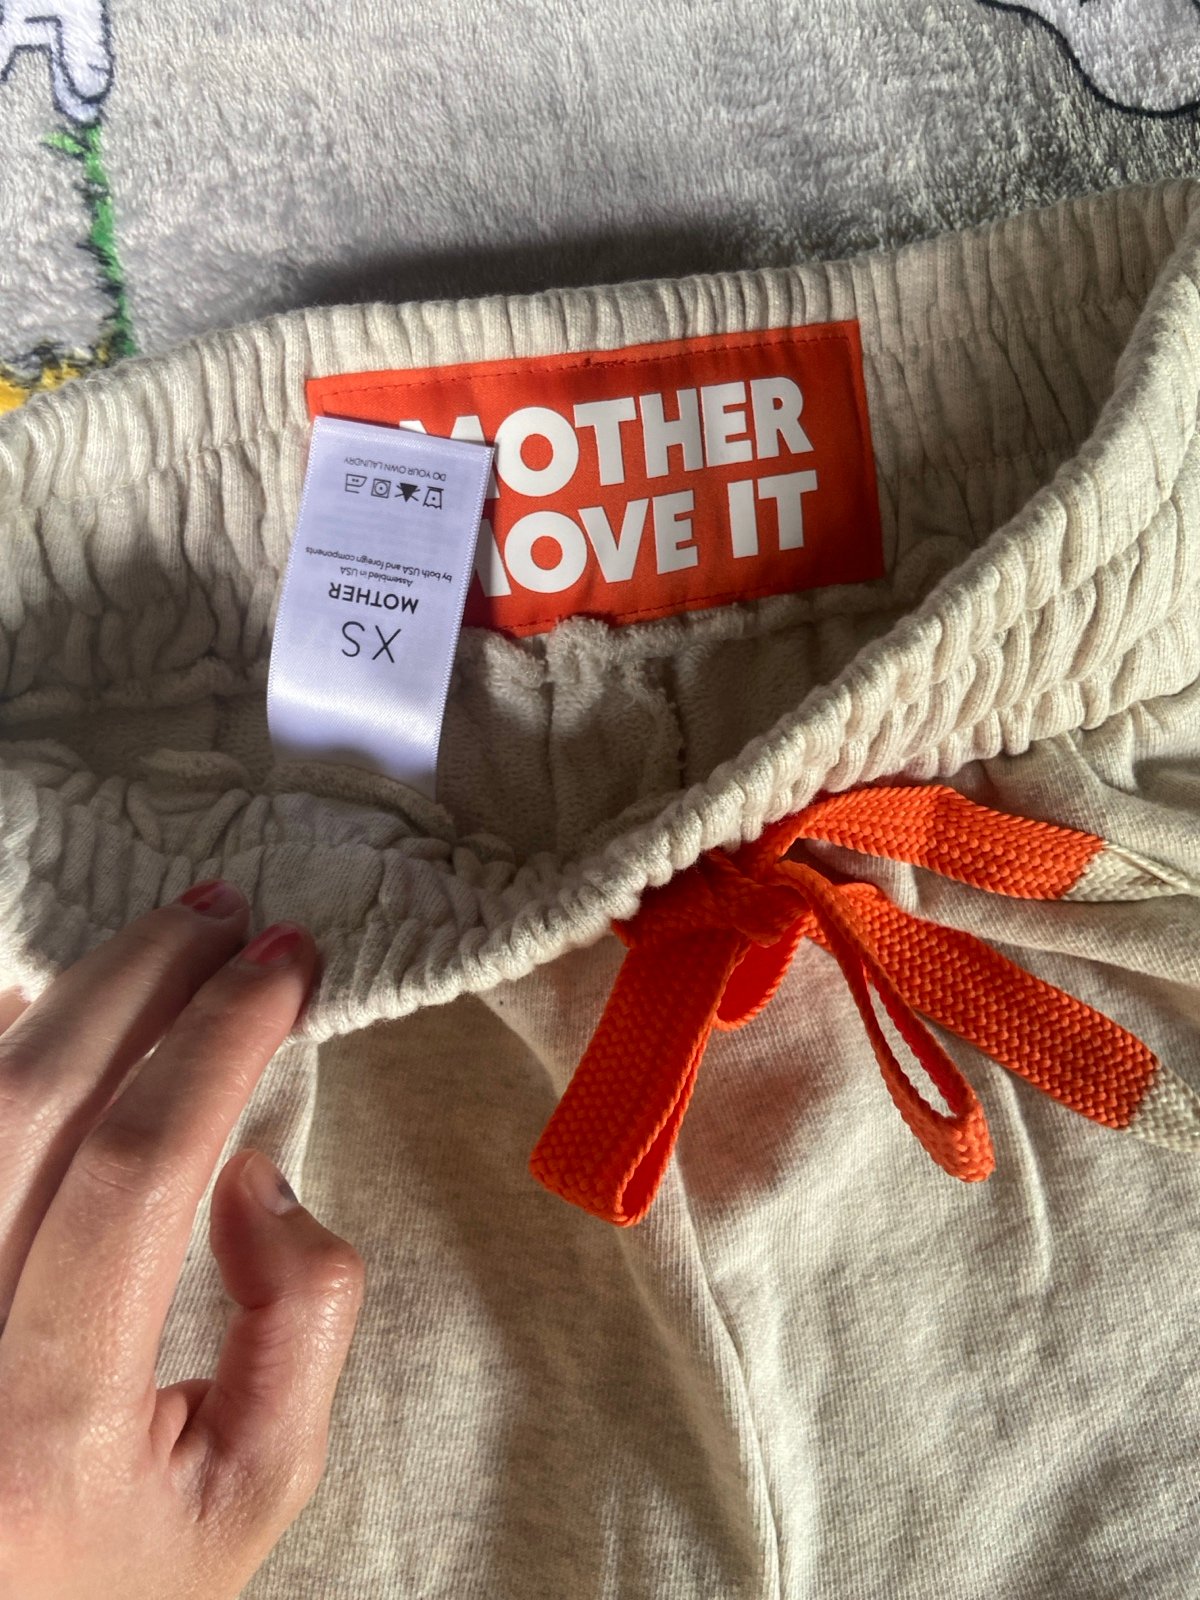 MOTHER
MOVE IT
XS
MOTHER
Assembled in USA
by both USA and foreign components
DO YOUR OWN LAUNDRY